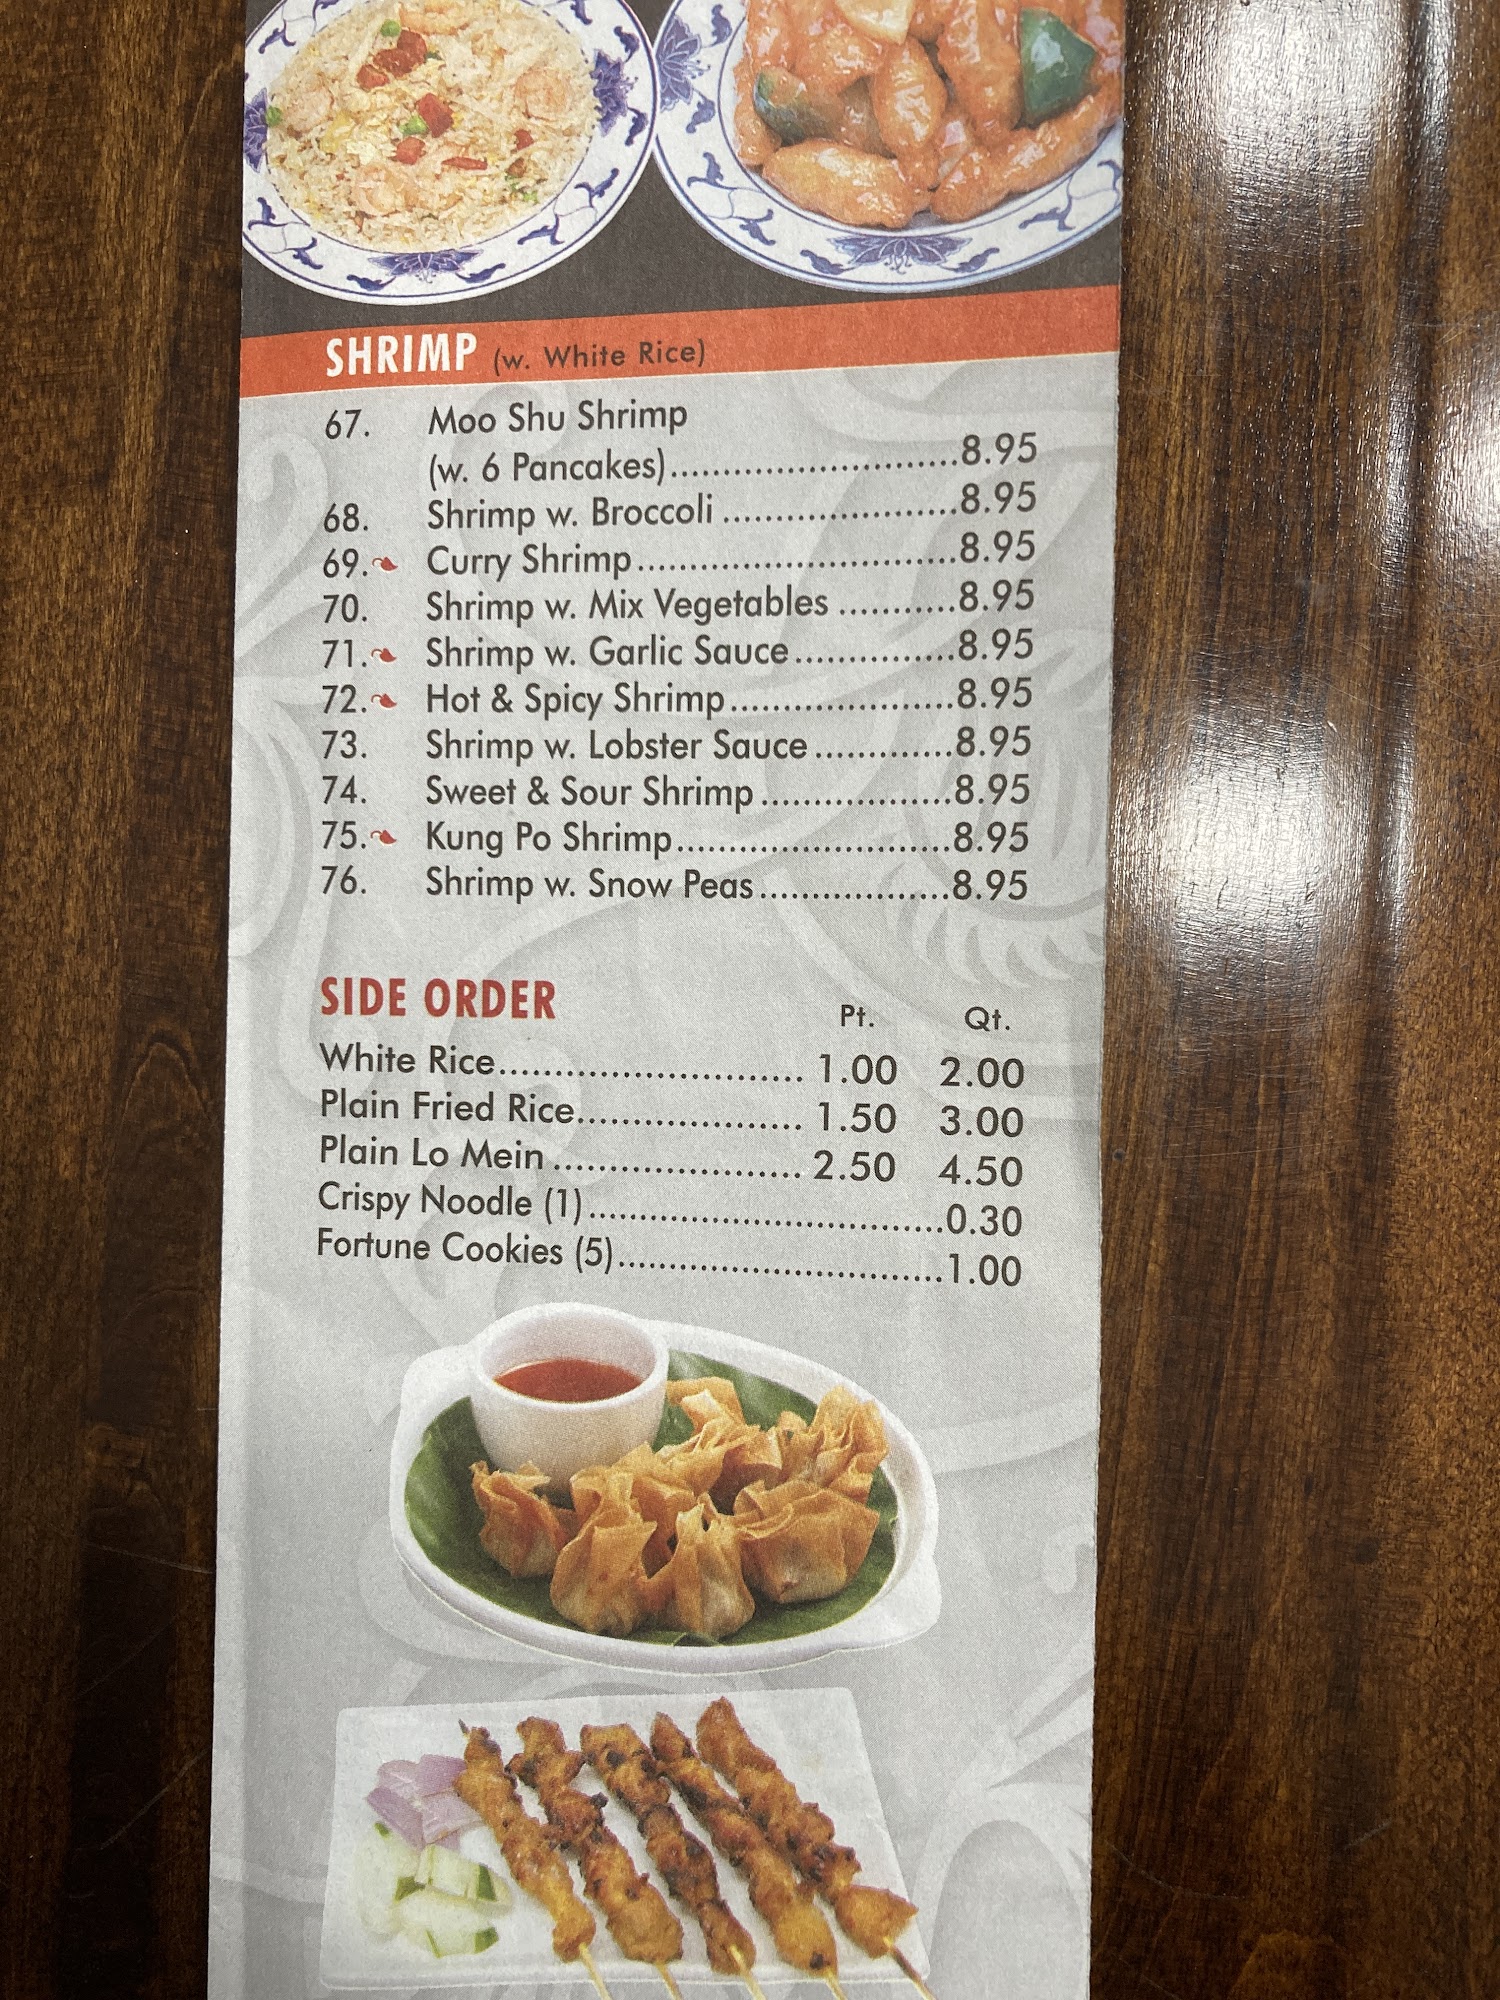 SHRIMP (w. White Rice)
67. Moo Shu Shrimp
(w. 6 Pancakes)...........................8.95
68. Shrimp w. Broccoli ......................8.95
69. Curry Shrimp..............................8.95
70. Shrimp w. Mix Vegetables ...........8.95
71. Shrimp w. Garlic Sauce...............8.95
72. Hot & Spicy Shrimp.....................8.95
73. Shrimp w. Lobster Sauce .............8.95
74. Sweet & Sour Shrimp ..................8.95
75. Kung Po Shrimp..........................8.95
76. Shrimp w. Snow Peas..................8.95
SIDE ORDER Pt. Qt.
White Rice............................ 1.00 2.00
Plain Fried Rice..................... 1.50 3.00
Plain Lo Mein ....................... 2.50 4.50
Crispy Noodle (1)..................................0.30
Fortune Cookies (5)................................1.00